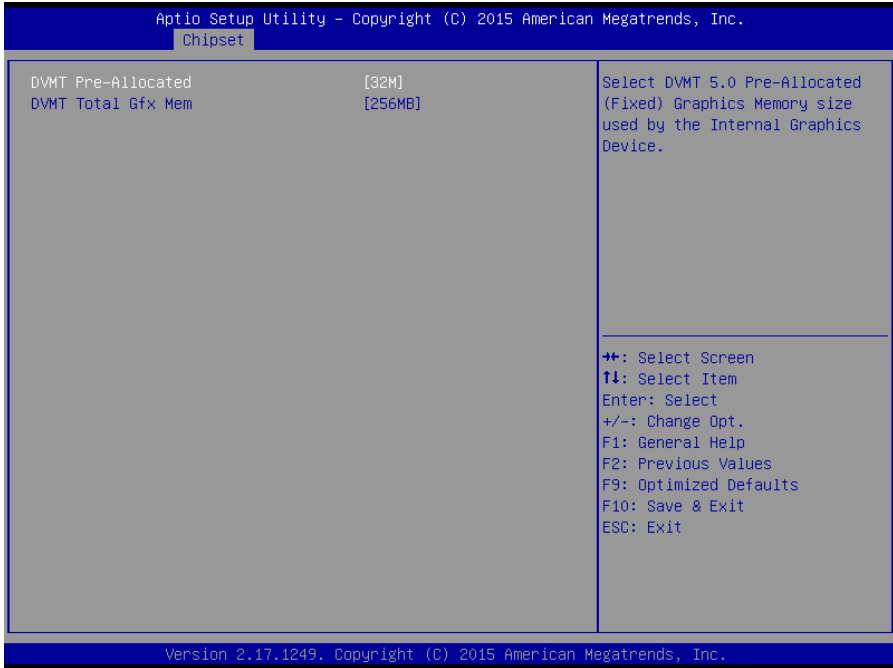 Aptio Setup Utility – Copyright (C) 2015 American Megatrends, Inc.
Chipset
DVMT Pre-Allocated [32M]
DVMT Total Gfx Mem [256MB]
Select DVMT 5.0 Pre-Allocated
(Fixed) Graphics Memory size
used by the Internal Graphics
Device.
→←: Select Screen
↑↓: Select Item
Enter: Select
+/-: Change Opt.
F1: General Help
F2: Previous Values
F9: Optimized Defaults
F10: Save & Exit
ESC: Exit
Version 2.17.1249. Copyright (C) 2015 American Megatrends, Inc.